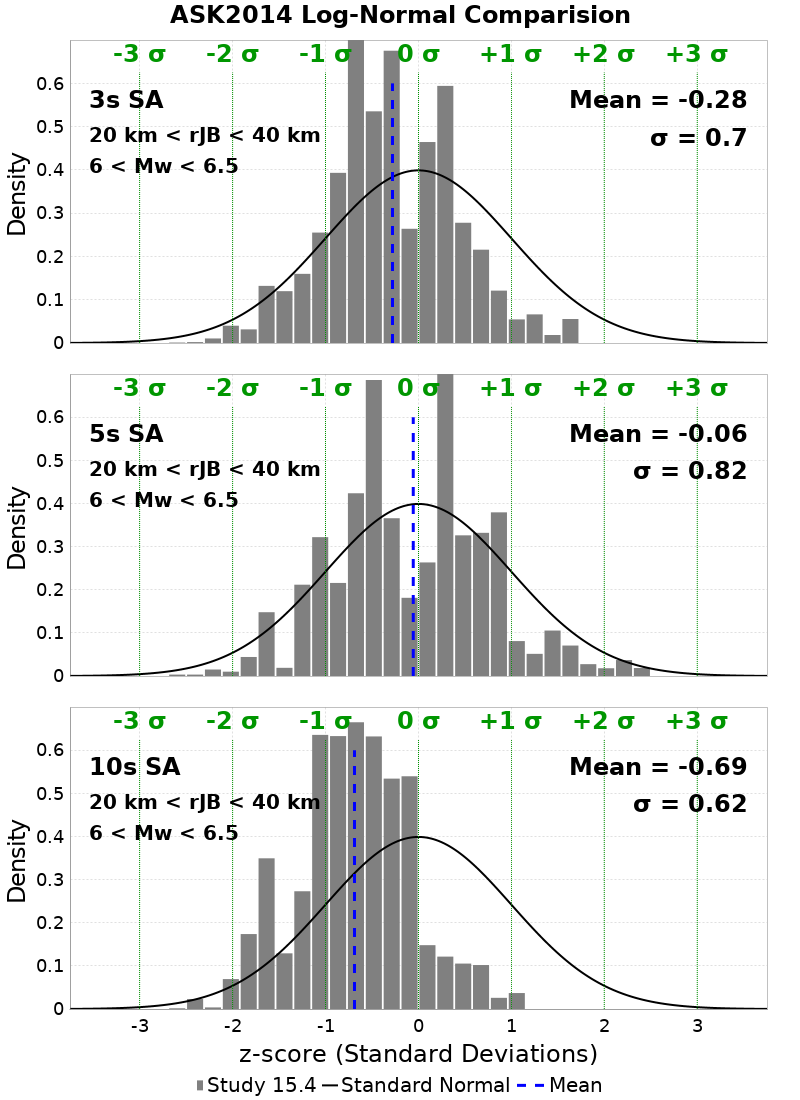 ASK2014 Log-Normal Comparision
-3 σ -2 σ -1 σ 0 σ +1 σ +2 σ +3 σ
3s SA
Mean = -0.28
20 km < rJB < 40 km
σ = 0.7
6 < Mw < 6.5
0.6
0.5
0.4
0.3
0.2
0.1
0
Density
-3 σ -2 σ -1 σ 0 σ +1 σ +2 σ +3 σ
5s SA
Mean = -0.06
20 km < rJB < 40 km
σ = 0.82
6 < Mw < 6.5
0.6
0.5
0.4
0.3
0.2
0.1
0
Density
-3 σ -2 σ -1 σ 0 σ +1 σ +2 σ +3 σ
10s SA
Mean = -0.69
20 km < rJB < 40 km
σ = 0.62
6 < Mw < 6.5
0.6
0.5
0.4
0.3
0.2
0.1
0
Density
-3 -2 -1 0 1 2 3
z-score (Standard Deviations)
Study 15.4 Standard Normal Mean